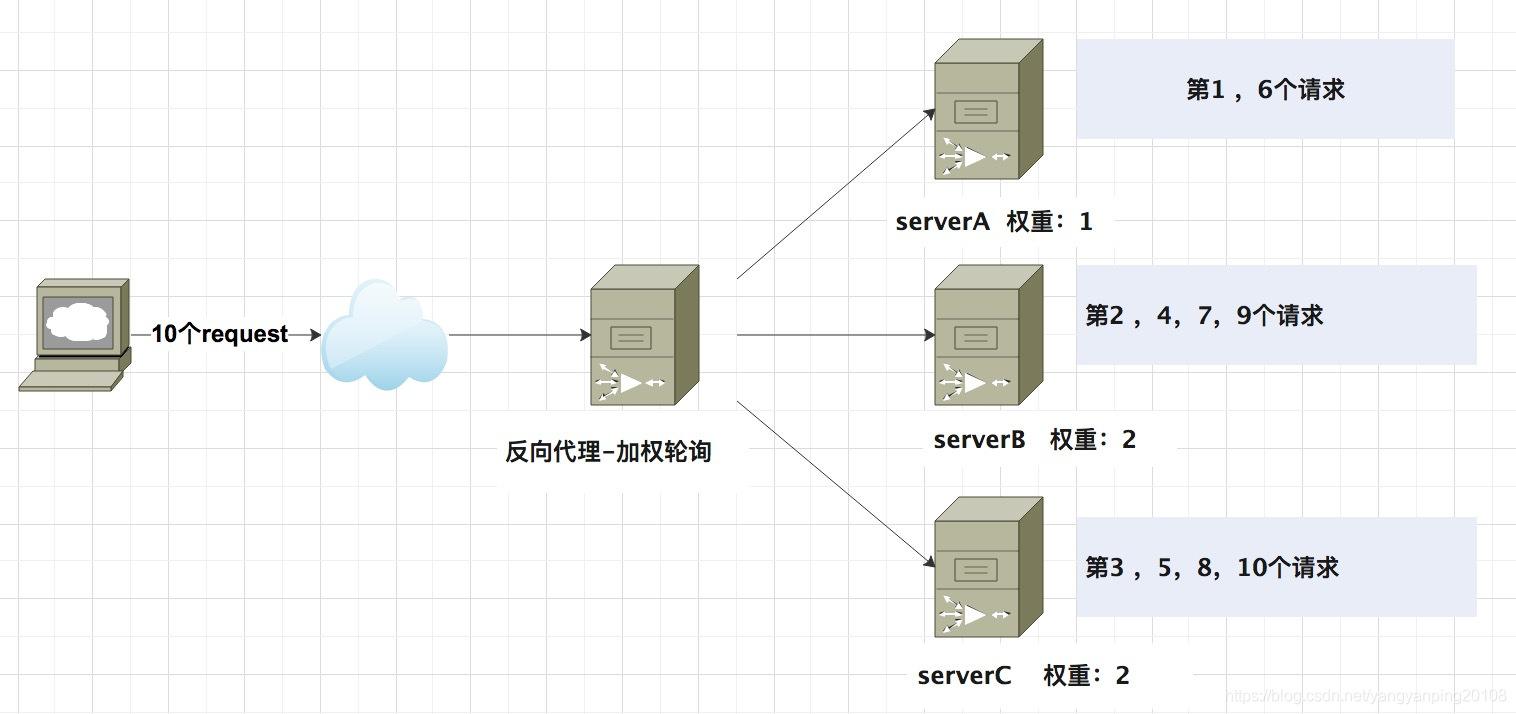 第1 ，6个请求
serverA 权重：1
10个request
第2 ，4，7，9个请求
反向代理-加权轮询
serverB 权重：2
第3 ，5，8，10个请求
serverC 权重：2
https://blog.csdn.net/yangyanping20108